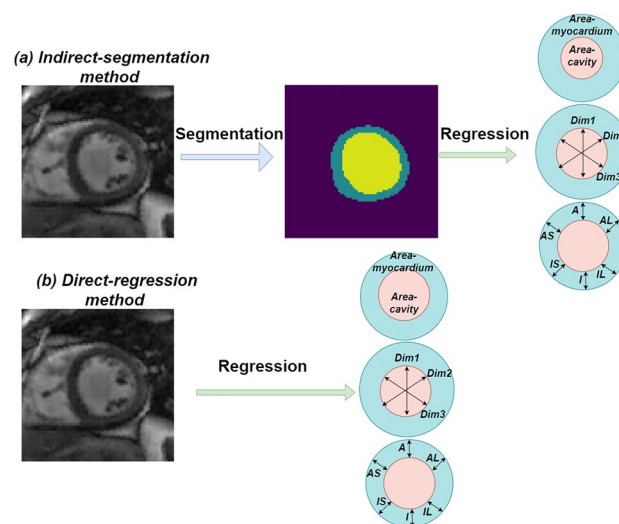 Area-
myocardium
Area-
cavity
(a) Indirect-segmentation
method
Segmentation
Regression
Dim1
Dim
Dim3
A
AL
AS
IS
I
IL
(b) Direct-regression
method
Area-
myocardium
Area-
cavity
Regression
Dim1
Dim2
Dim3
A
AL
AS
IS
I
IL